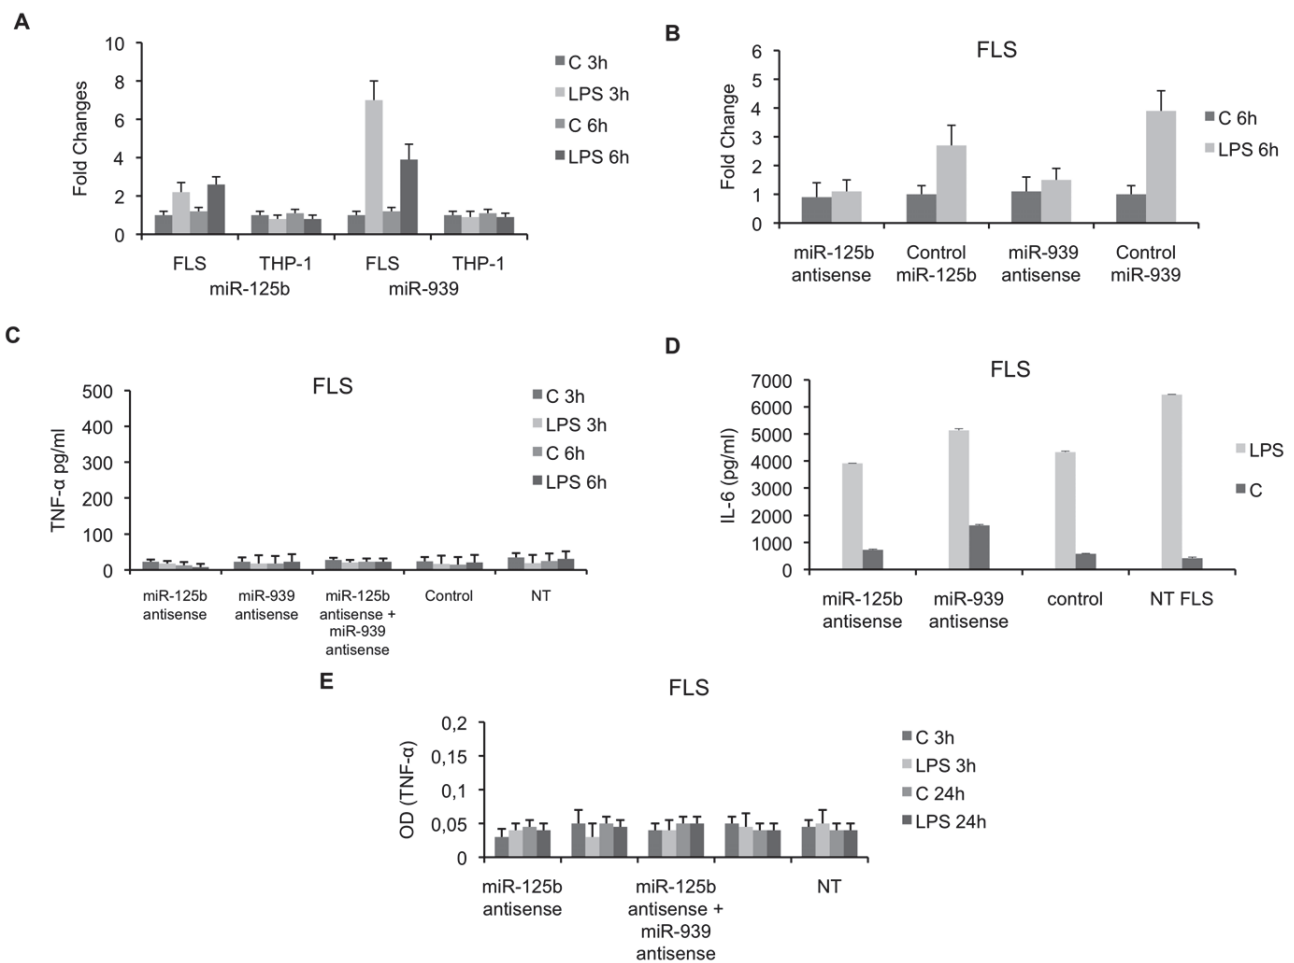 A
10
8
6
4
2
0
Fold Changes
C 3h
LPS 3h
C 6h
LPS 6h
FLS THP-1 FLS THP-1
miR-125b miR-939
B
FLS
6
5
4
3
2
1
0
Fold Change
C 6h
LPS 6h
miR-125b Control miR-939 Control
antisense miR-125b antisense miR-939
C
FLS
500
400
300
200
100
0
TNF-α pg/ml
C 3h
LPS 3h
C 6h
LPS 6h
miR-125b miR-939 miR-125b Control NT
antisense antisense antisense +
miR-939
antisense
D
FLS
7000
6000
5000
4000
3000
2000
1000
0
IL-6 (pg/ml)
LPS
C
miR-125b miR-939 control NT FLS
antisense antisense
E
FLS
0,2
0,15
0,1
0,05
0
OD (TNF-α)
C 3h
LPS 3h
C 24h
LPS 24h
miR-125b miR-125b NT
antisense antisense +
miR-939
antisense